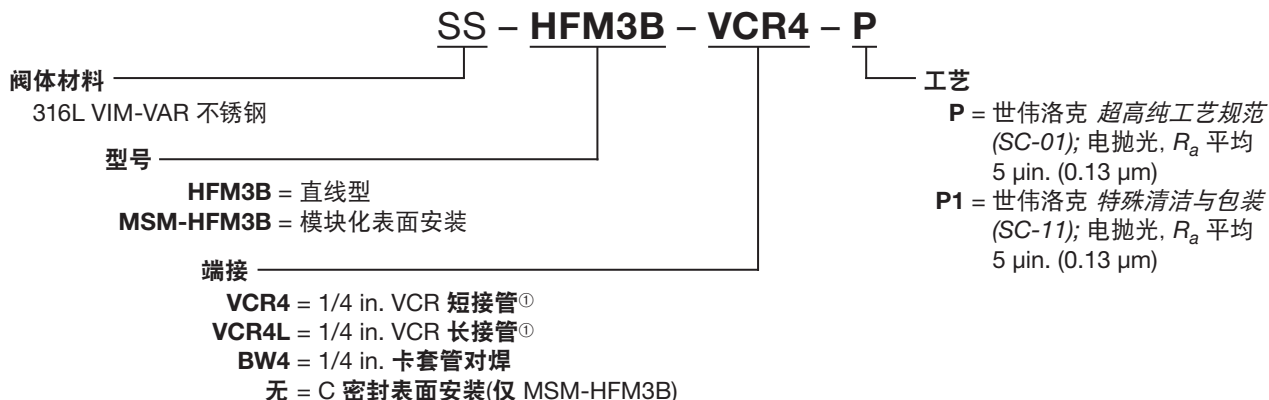 SS – HFM3B – VCR4 – P
阀体材料
316L VIM-VAR 不锈钢
型号
HFM3B = 直线型
MSM-HFM3B = 模块化表面安装
端接
VCR4 = 1/4 in. VCR 短接管①
VCR4L = 1/4 in. VCR 长接管①
BW4 = 1/4 in. 卡套管对焊
无 = C 密封表面安装(仅 MSM-HFM3B)
工艺
P = 世伟洛克 超高纯工艺规范
(SC-01); 电抛光, Ra 平均
5 μin. (0.13 μm)
P1 = 世伟洛克 特殊清洁与包装
(SC-11); 电抛光, Ra 平均
5 μin. (0.13 μm)